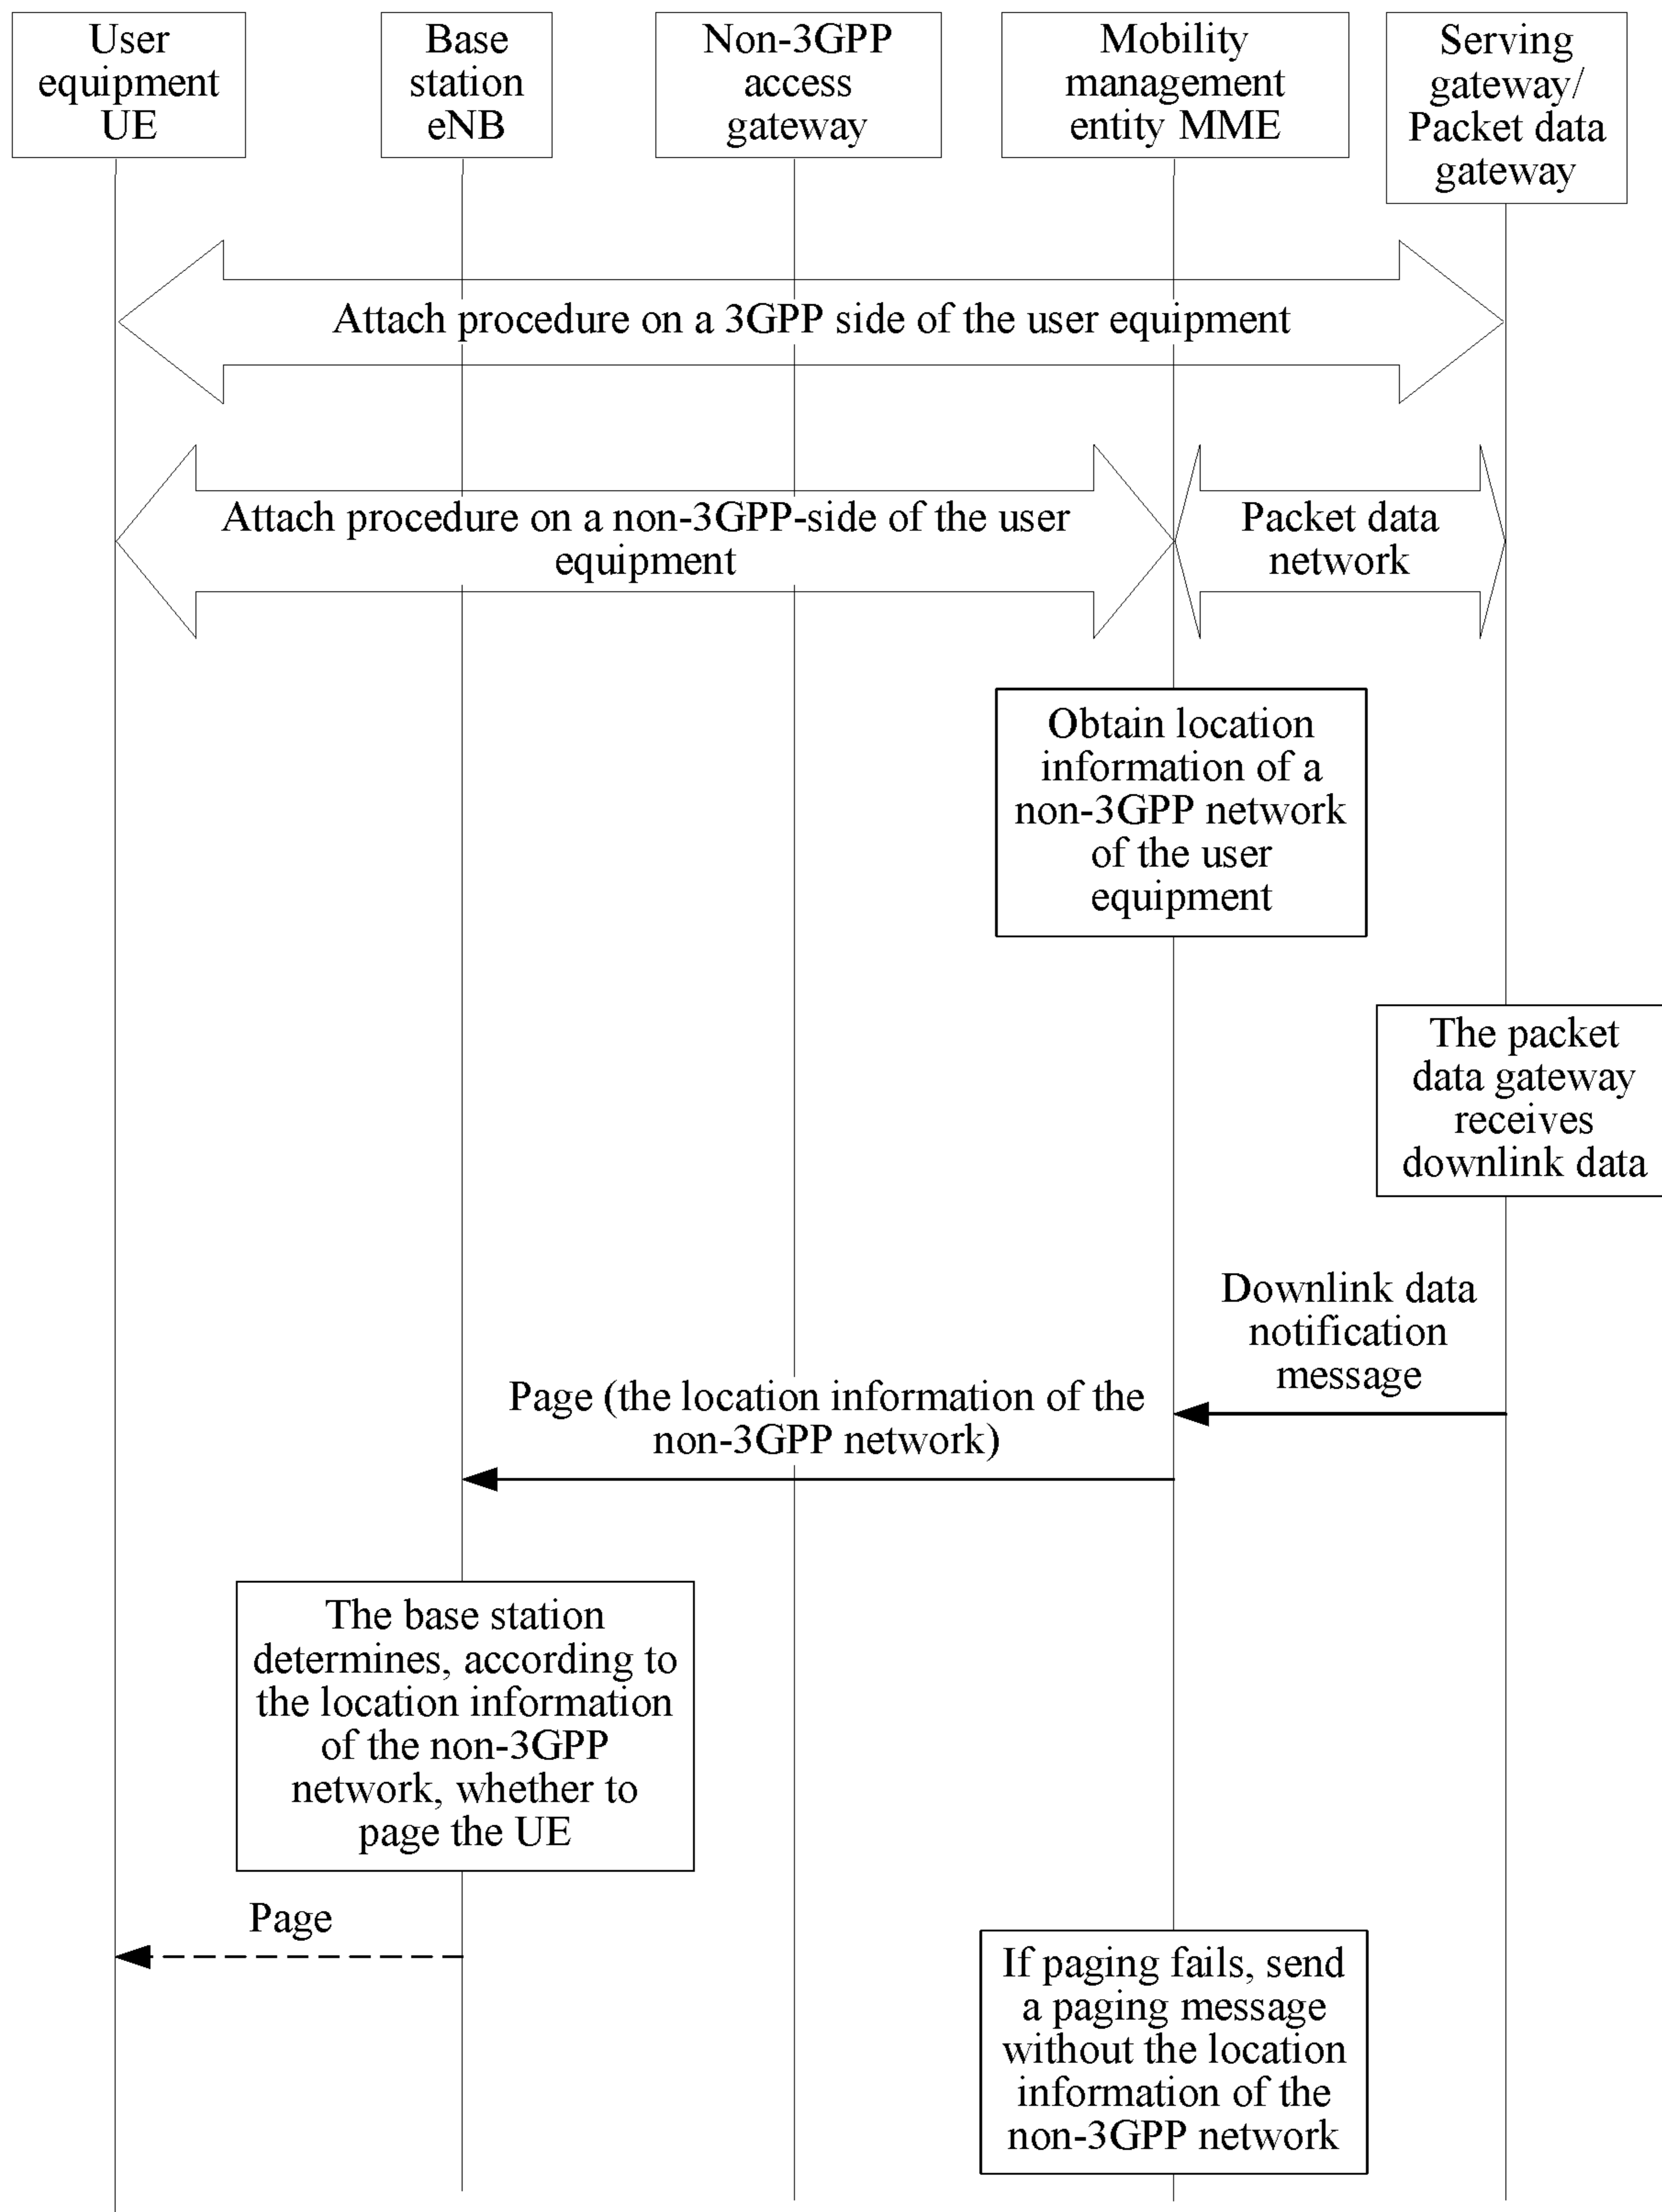 User
equipment
UE
Base
station
eNB
Non-3GPP
access
gateway
Mobility
management
entity MME
Serving
gateway/
Packet data
gateway
Attach procedure on a 3GPP side of the user equipment
Attach procedure on a non-3GPP-side of the user
equipment
Packet data
network
Obtain location
information of a
non-3GPP network
of the user
equipment
The packet
data gateway
receives
downlink data
Downlink data
notification
message
Page (the location information of the
non-3GPP network)
The base station
determines, according to
the location information
of the non-3GPP
network, whether to
page the UE
Page
If paging fails, send
a paging message
without the location
information of the
non-3GPP network